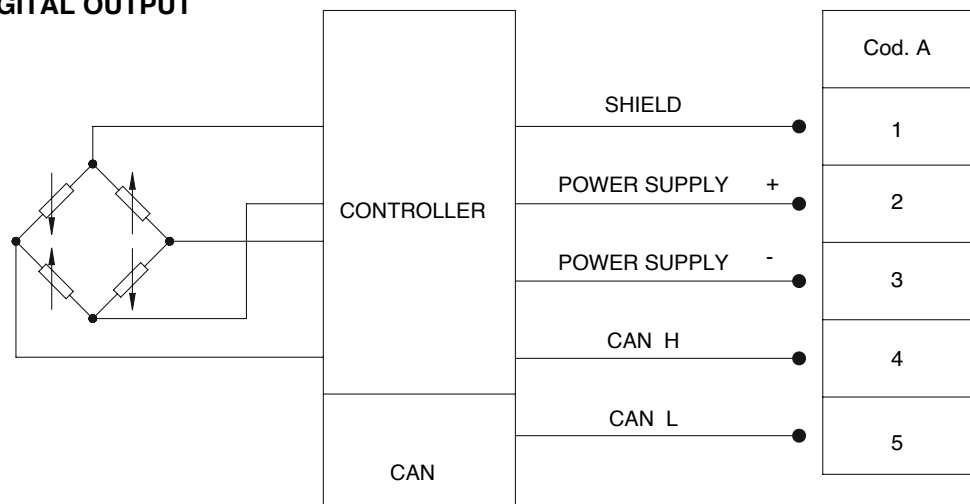 GITAL OUTPUT
Cod. A
SHIELD
1
POWER SUPPLY +
2
CONTROLLER
POWER SUPPLY -
3
CAN H
4
CAN L
5
CAN